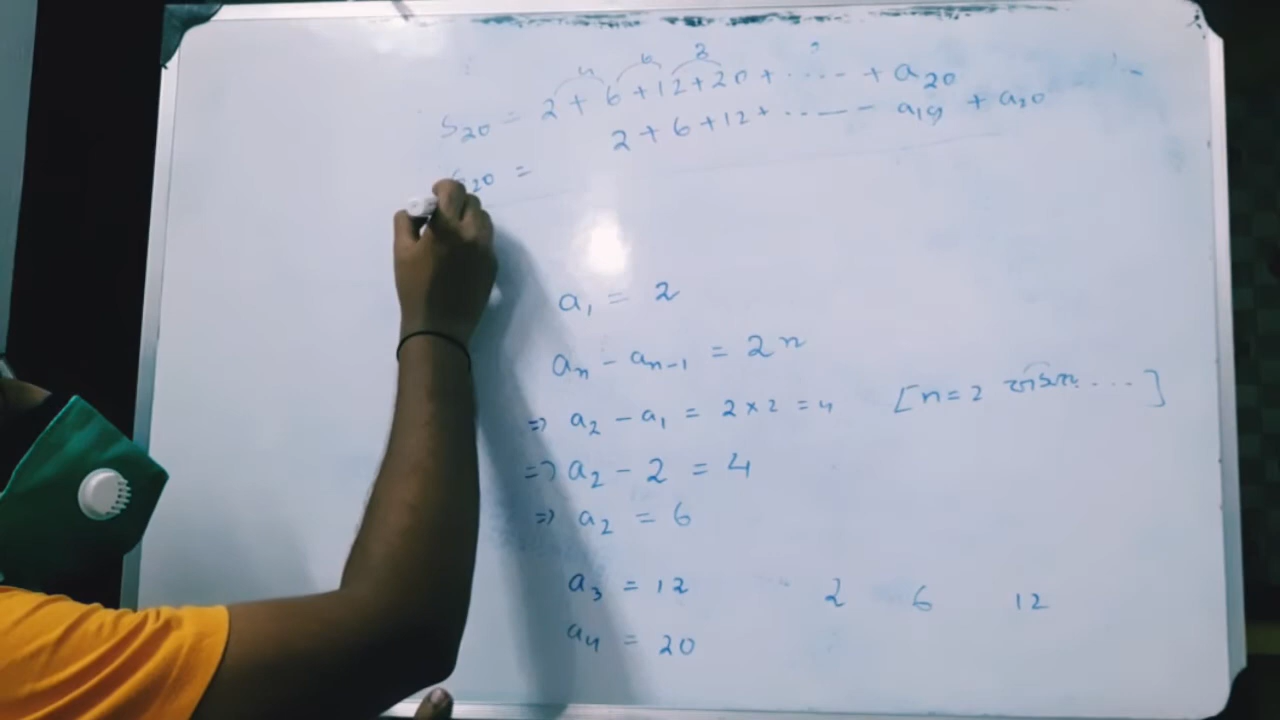 4 6 8
S20 = 2 + 6 + 12 + 20 + ..... + a20
S20 = 2 + 6 + 12 + ..... - a19 + a20
a1 = 2
an - an-1 = 2n
=> a2 - a1 = 2 × 2 = 4 [n = 2 ....]
=> a2 - 2 = 4
=> a2 = 6
a3 = 12 2 6 12
a4 = 20